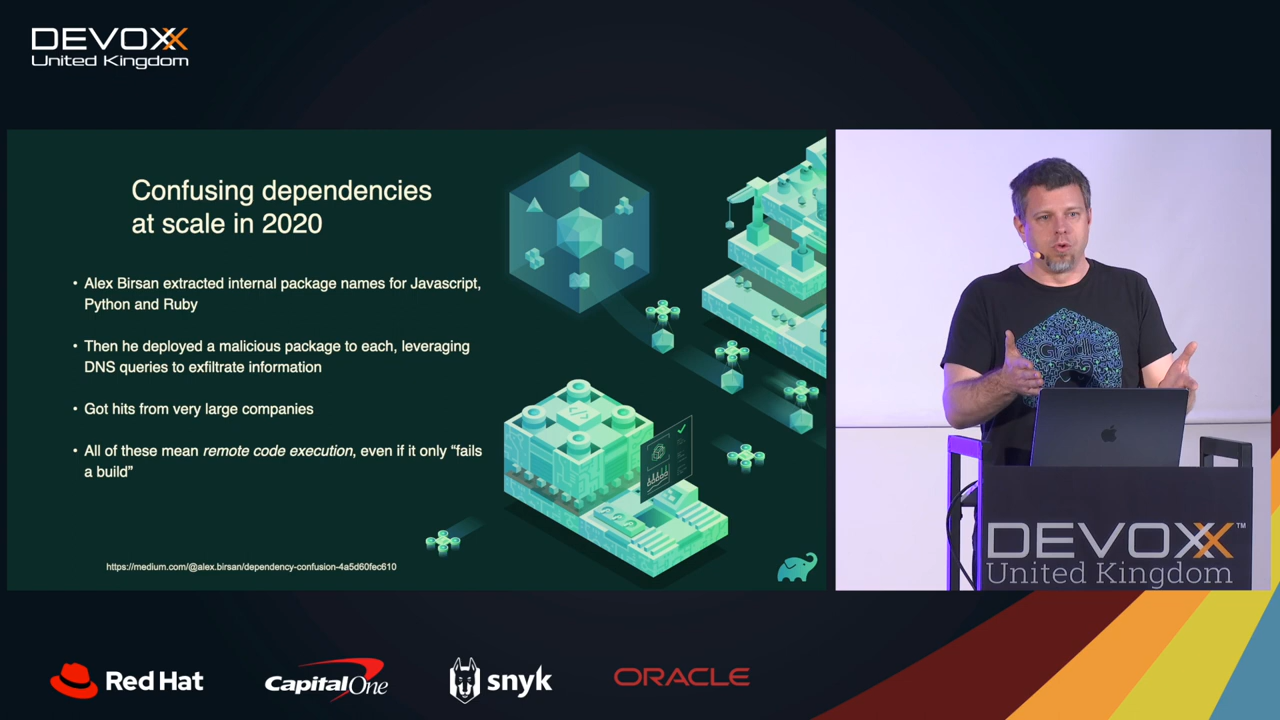 DEVOXX
United Kingdom
Confusing dependencies
at scale in 2020
• Alex Birsan extracted internal package names for Javascript,
Python and Ruby
• Then he deployed a malicious package to each, leveraging
DNS queries to exfiltrate information
• Got hits from very large companies
• All of these mean remote code execution, even if it only “fails
a build”
https://medium.com/@alex.birsan/dependency-confusion-4a5d60fec610
Gradle
DEVOXX™
United Kingdom
Red Hat
Capital One
snyk
ORACLE